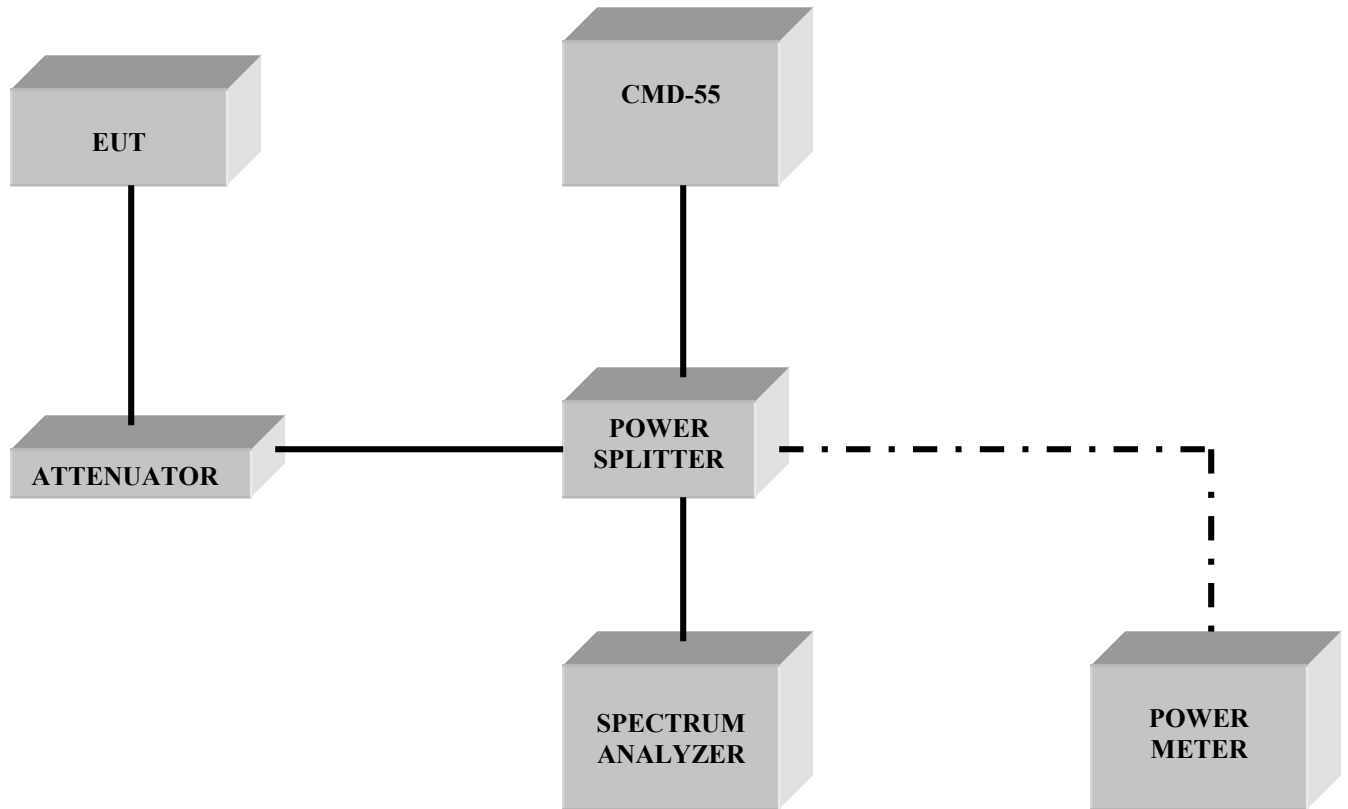 EUT
CMD-55
ATTENUATOR
POWER
SPLITTER
SPECTRUM
ANALYZER
POWER
METER